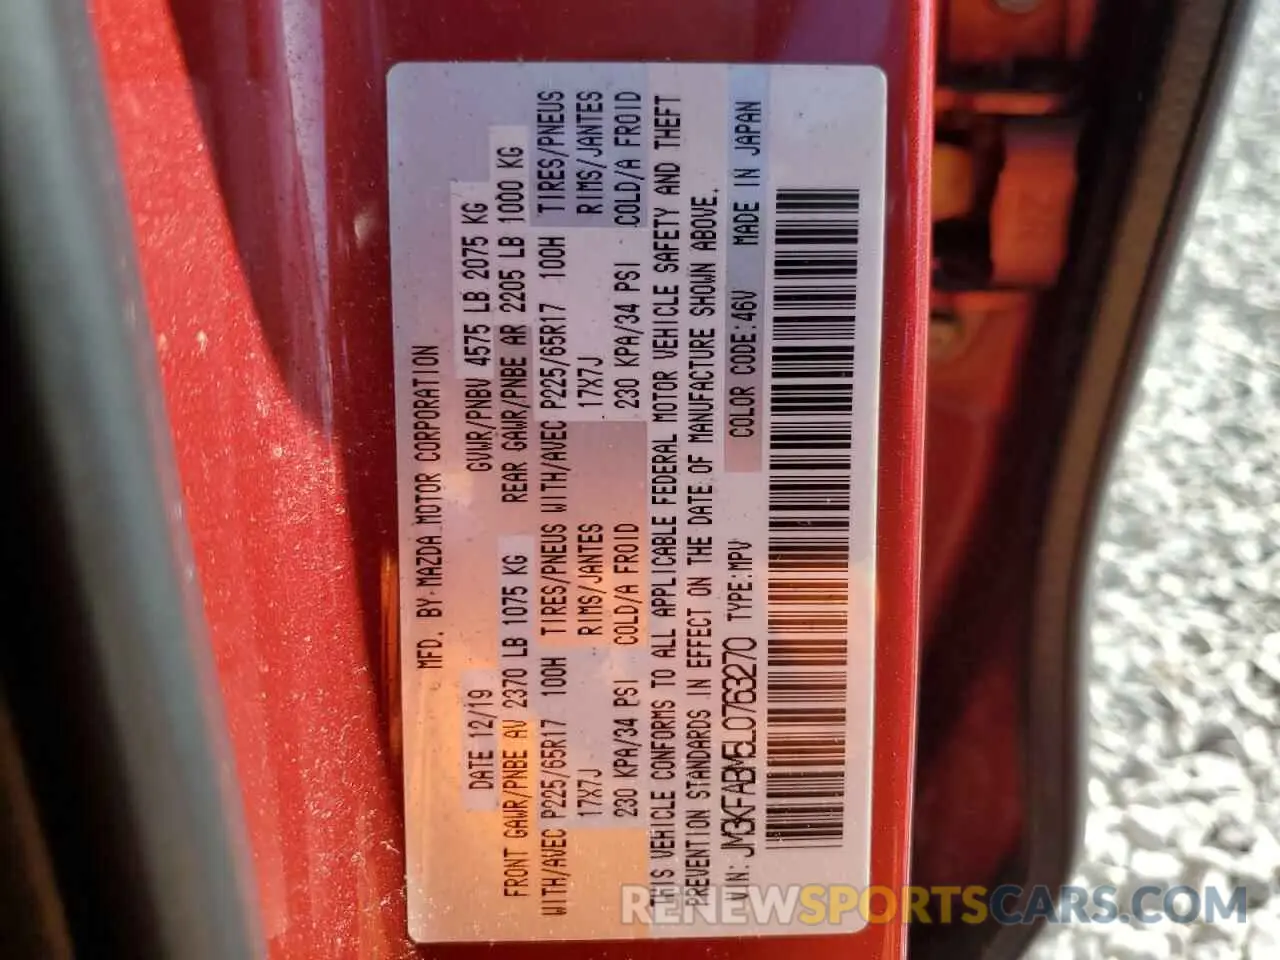 MFD. BY MAZDA MOTOR CORPORATION
DATE 12/19 GVWR/PNBV 4575 LB 2075 KG
FRONT GAWR/PNBE AV 2370 LB 1075 KG REAR GAWR/PNBE AR 2205 LB 1000 KG
WITH/AVEC P225/65R17 100H TIRES/PNEUS WITH/AVEC P225/65R17 100H TIRES/PNEUS
17X7J RIMS/JANTES 17X7J RIMS/JANTES
230 KPA/34 PSI COLD/A FROID 230 KPA/34 PSI COLD/A FROID
THIS VEHICLE CONFORMS TO ALL APPLICABLE FEDERAL MOTOR VEHICLE SAFETY AND THEFT
PREVENTION STANDARDS IN EFFECT ON THE DATE OF MANUFACTURE SHOWN ABOVE.
VIN: JM3KFABM5L0763270 TYPE:MPV COLOR CODE:46V MADE IN JAPAN
RENEWSPORTSCARS.COM